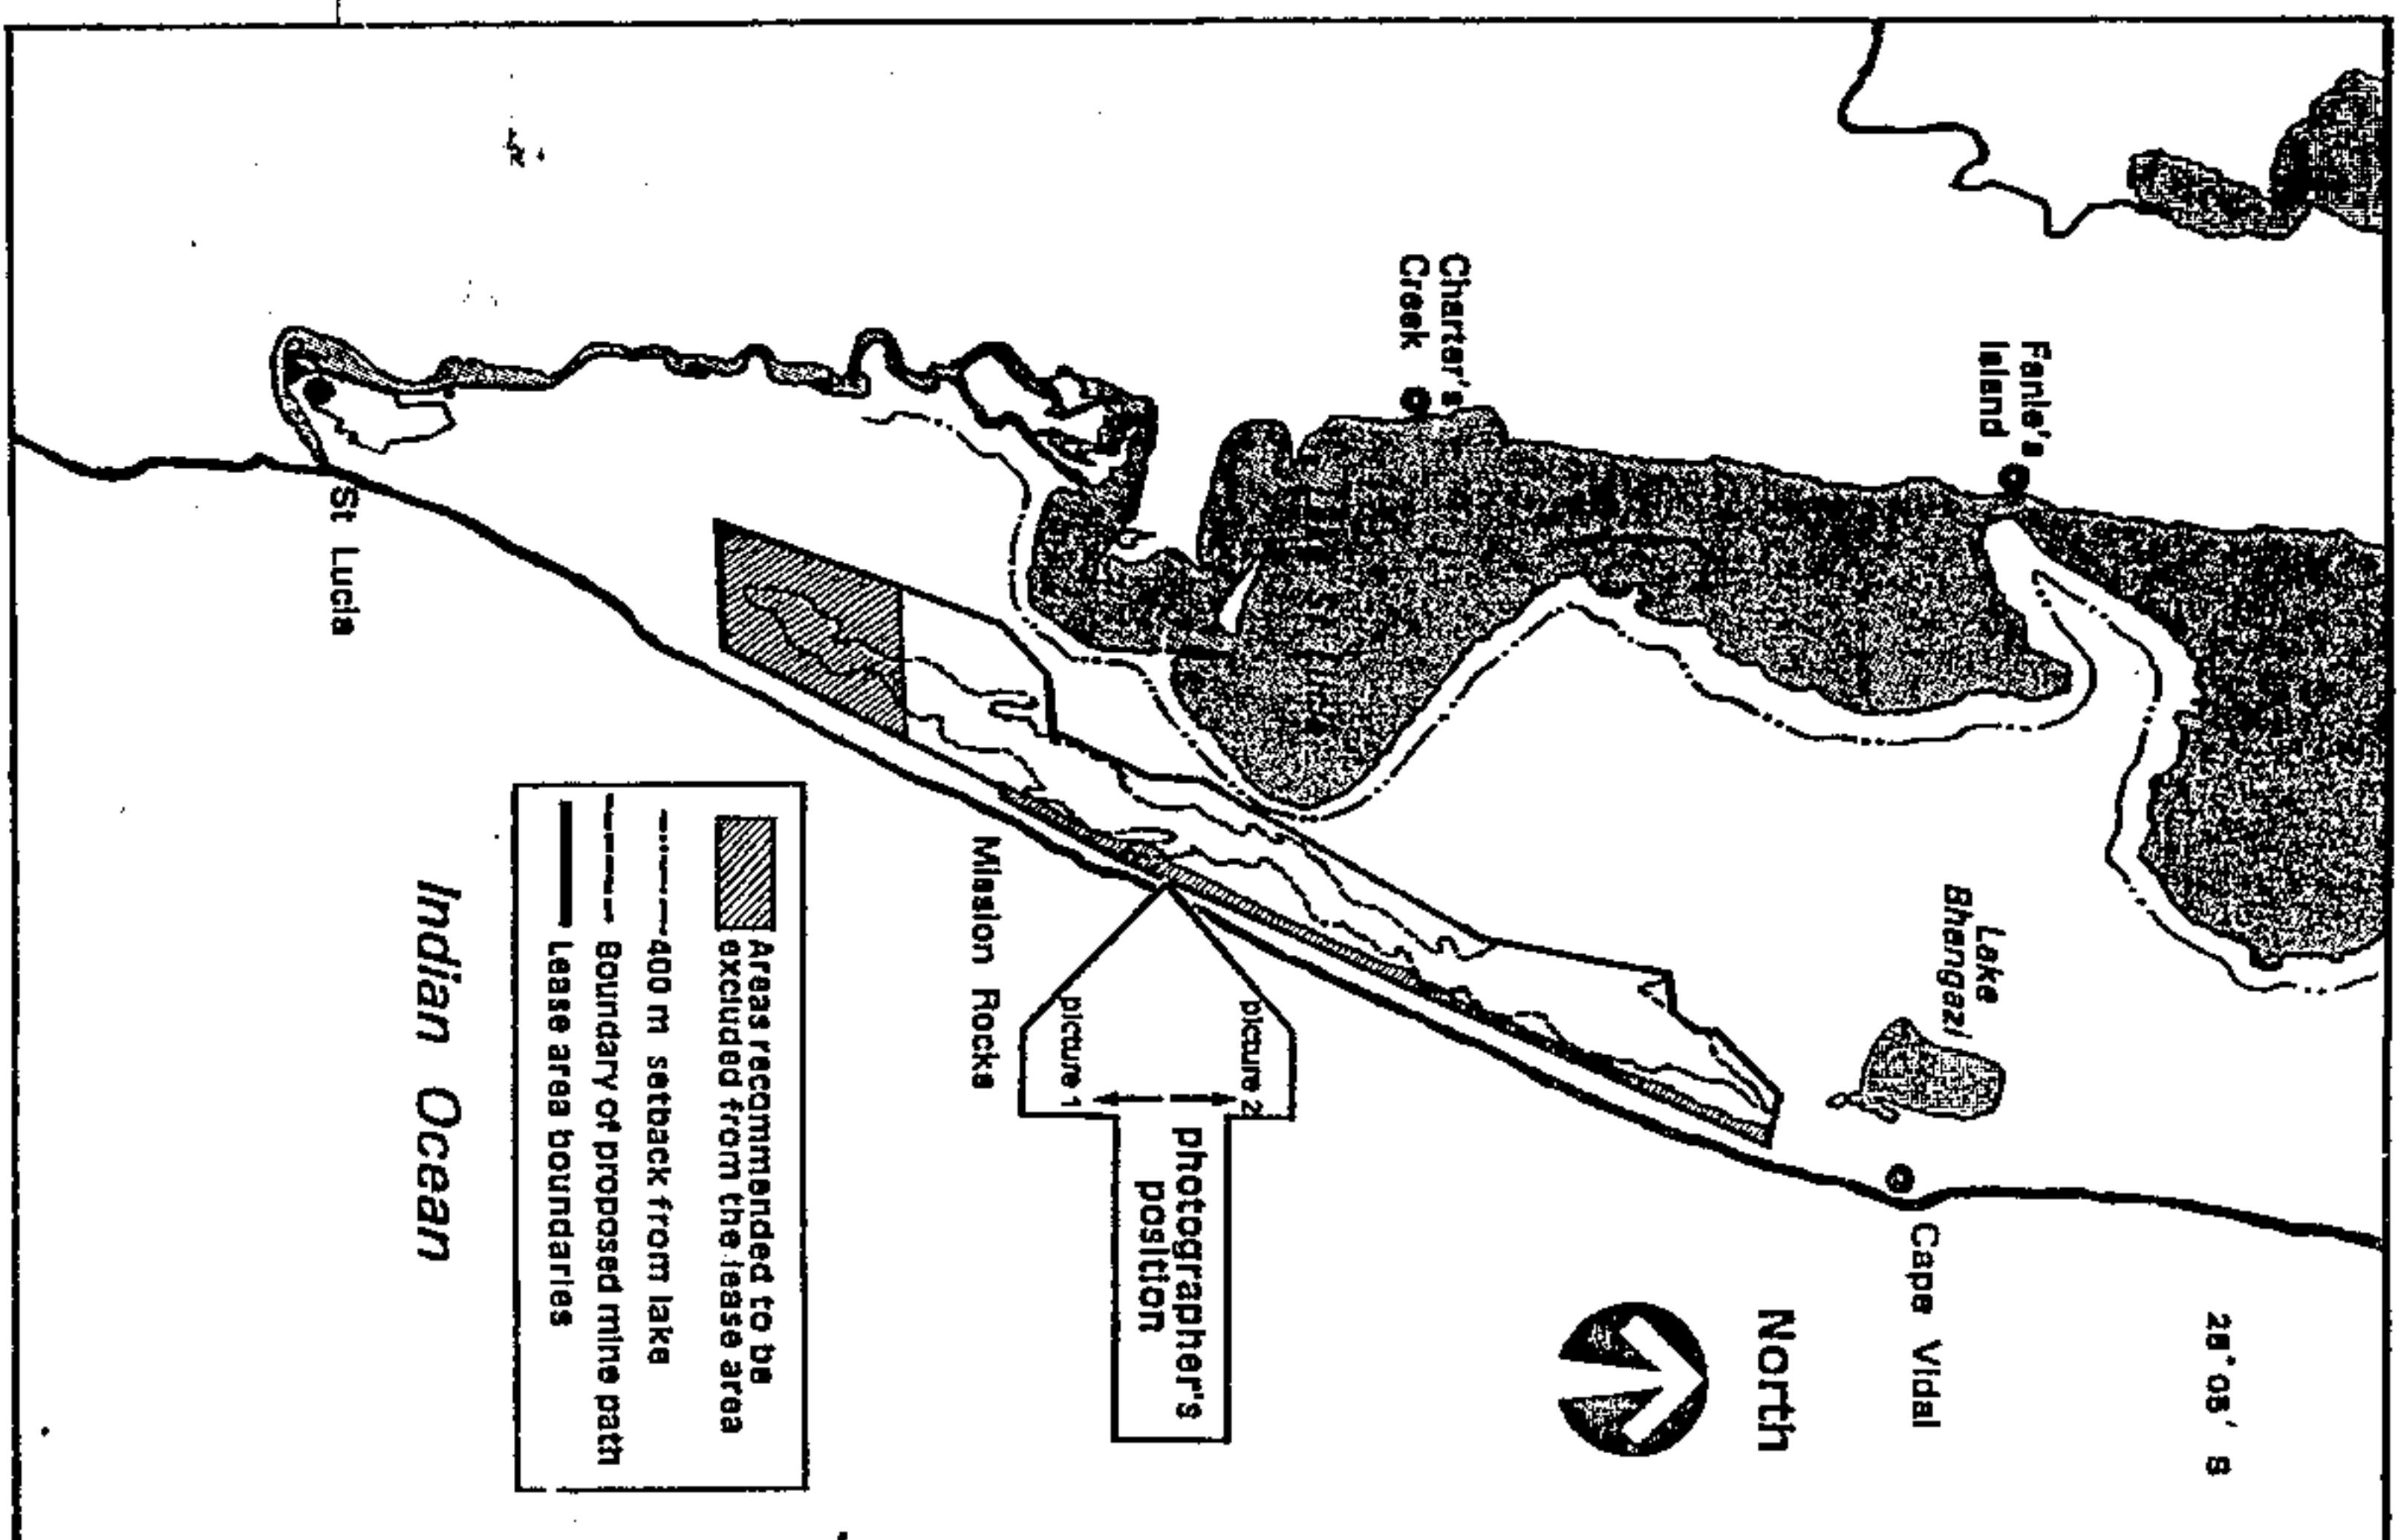 28°08' S
North
Cape Vidal
Lake
Bhangazi
Fanie's
Island
Charter's
Creek
picture 2
picture 1
photographer's
position
Mission Rocks
Areas recommended to be
excluded from the lease area
400 m setback from lake
Boundary of proposed mine path
Lease area boundaries
St Lucia
Indian Ocean